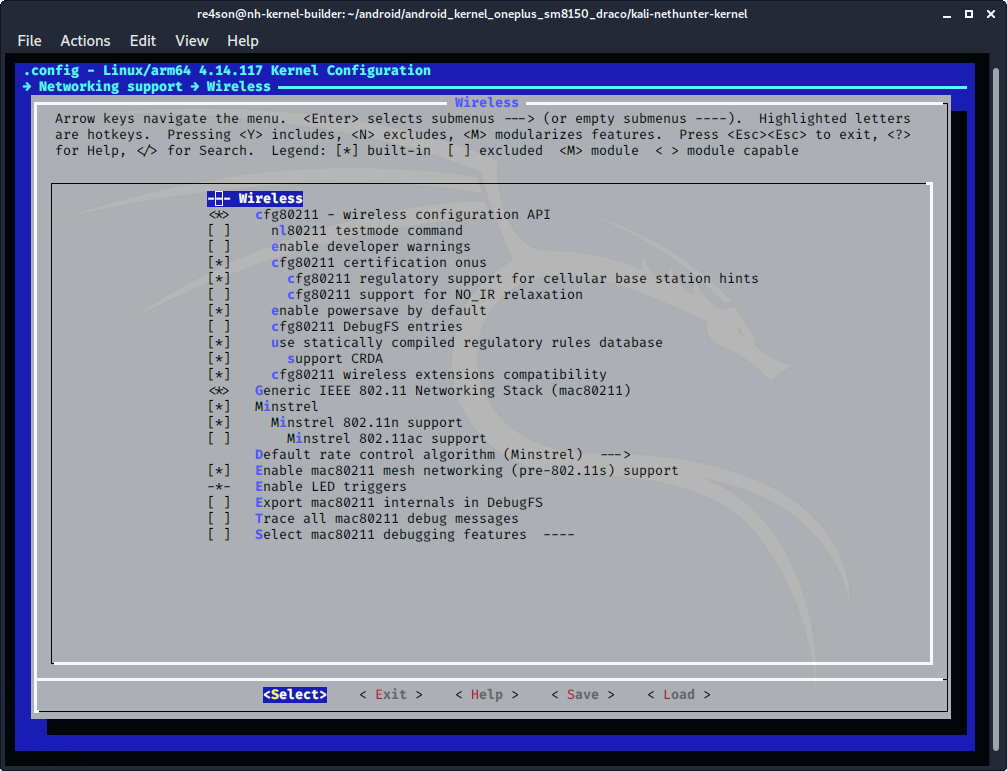 re4son@nh-kernel-builder: ~/android/android_kernel_oneplus_sm8150_draco/kali-nethunter-kernel
File Actions Edit View Help
.config - Linux/arm64 4.14.117 Kernel Configuration
→ Networking support → Wireless
Wireless
Arrow keys navigate the menu. <Enter> selects submenus ---> (or empty submenus ----). Highlighted letters
are hotkeys. Pressing <Y> includes, <N> excludes, <M> modularizes features. Press <Esc><Esc> to exit, <?>
for Help, </> for Search. Legend: [*] built-in [ ] excluded <M> module < > module capable
--- Wireless
<*> cfg80211 - wireless configuration API
[ ] nl80211 testmode command
[ ] enable developer warnings
[*] cfg80211 certification onus
[*] cfg80211 regulatory support for cellular base station hints
[ ] cfg80211 support for NO_IR relaxation
[*] enable powersave by default
[ ] cfg80211 DebugFS entries
[*] use statically compiled regulatory rules database
[*] support CRDA
[*] cfg80211 wireless extensions compatibility
<*> Generic IEEE 802.11 Networking Stack (mac80211)
[*] Minstrel
[*] Minstrel 802.11n support
[ ] Minstrel 802.11ac support
Default rate control algorithm (Minstrel) --->
[*] Enable mac80211 mesh networking (pre-802.11s) support
-*- Enable LED triggers
[ ] Export mac80211 internals in DebugFS
[ ] Trace all mac80211 debug messages
[ ] Select mac80211 debugging features ----
<Select> < Exit > < Help > < Save > < Load >